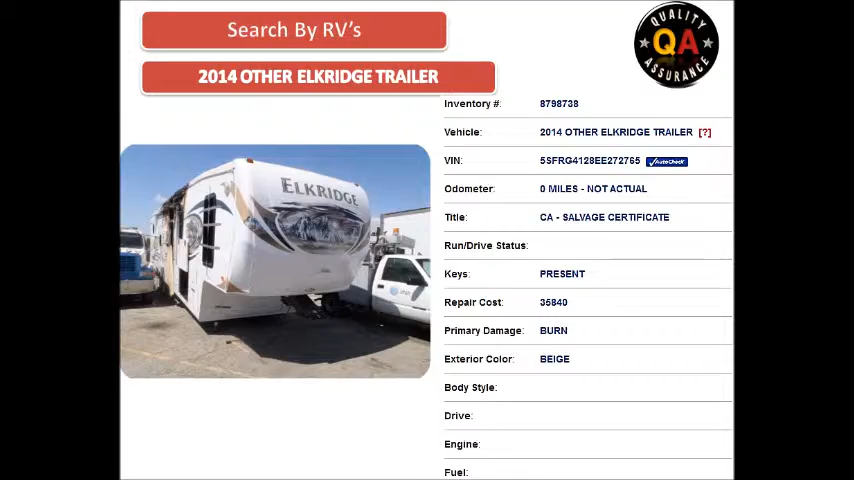 Search By RV's
QUALITY
QA
ASSURANCE
2014 OTHER ELKRIDGE TRAILER
Inventory #: 8798738
Vehicle: 2014 OTHER ELKRIDGE TRAILER [?]
VIN: 5SFRG4128EE272765 AutoCheck
Odometer: 0 MILES - NOT ACTUAL
Title: CA - SALVAGE CERTIFICATE
Run/Drive Status:
Keys: PRESENT
Repair Cost: 35840
Primary Damage: BURN
Exterior Color: BEIGE
Body Style:
Drive:
Engine:
Fuel:
ELKRIDGE